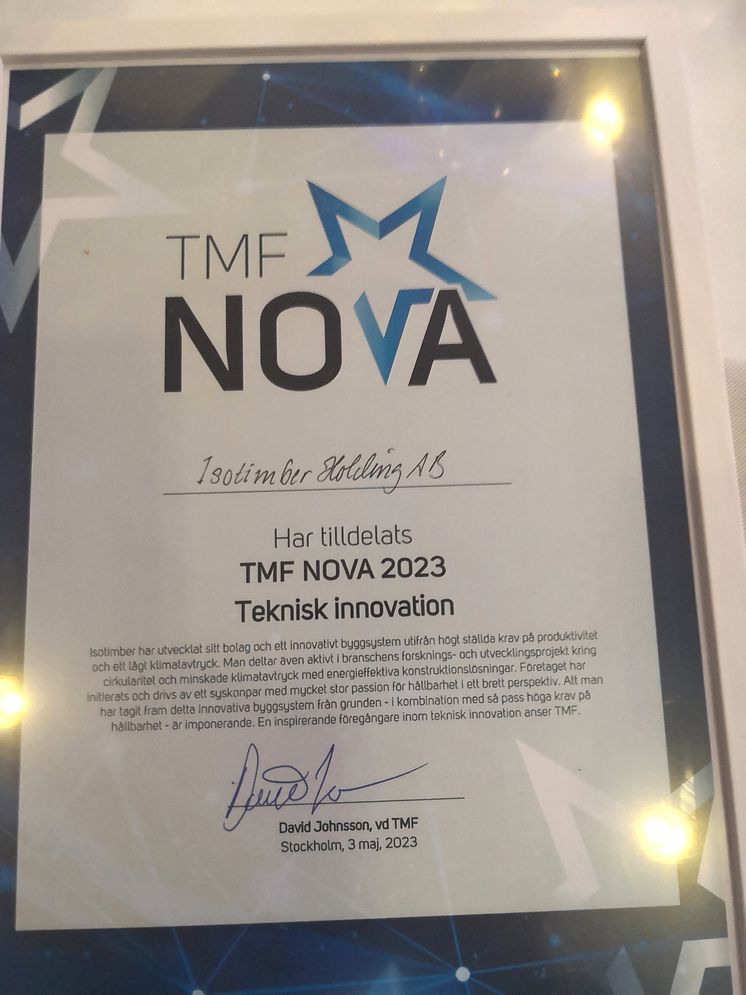 TMF
NOVA
Isotimber Holding AB
Har tilldelats
TMF NOVA 2023
Teknisk innovation
Isotimber har utvecklat sitt bolag och ett innovativt byggsystem utifrån högt ställda krav på produktivitet
och ett lågt klimatavtryck. Man deltar även aktivt i branschens forsknings- och utvecklingsprojekt kring
cirkularitet och minskade klimatavtryck med energieffektiva konstruktionslösningar. Företaget har
initierats och drivs av ett syskonpar med mycket stor passion för hållbarhet i ett brett perspektiv. Att man
har tagit fram detta innovativa byggsystem från grunden - i kombination med så pass höga krav på
hållbarhet - är imponerande. En inspirerande föregångare inom teknisk innovation anser TMF.
David Johnsson, vd TMF
Stockholm, 3 maj, 2023